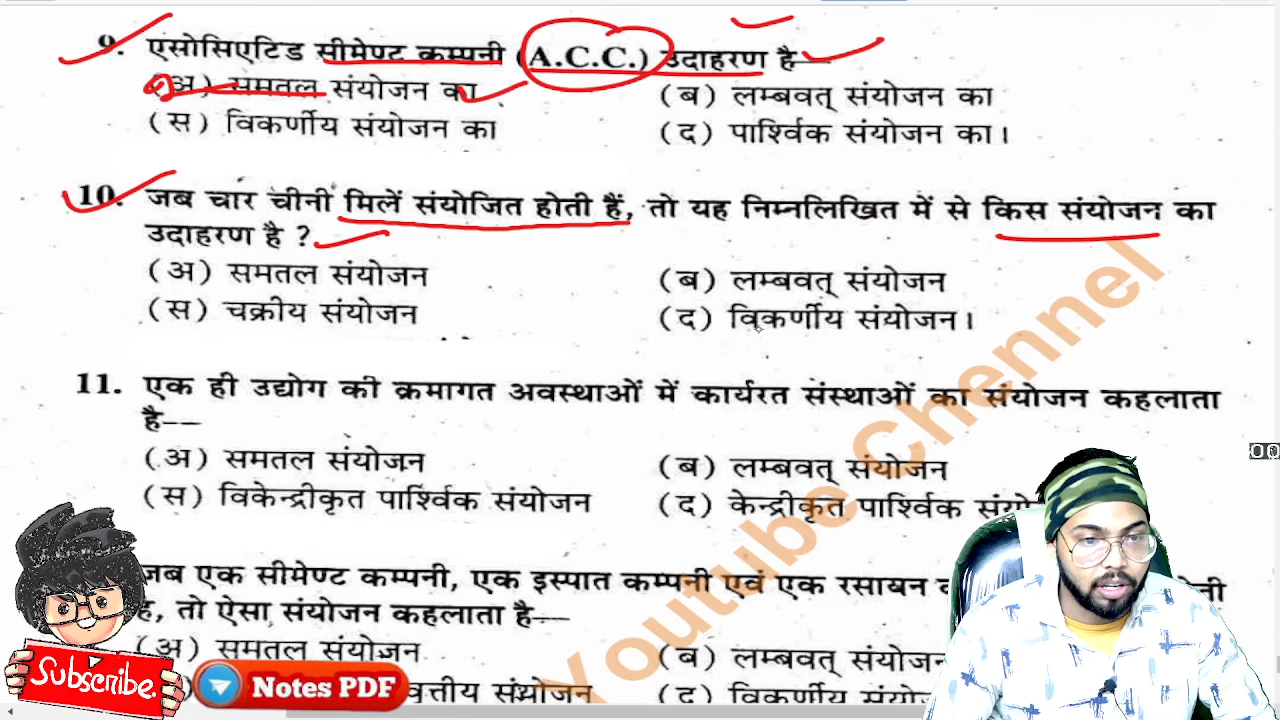 9. एसोसिएटिड सीमेण्ट कम्पनी (A.C.C.) उदाहरण है—
(अ) समतल संयोजन का (ब) लम्बवत् संयोजन का
(स) विकर्णीय संयोजन का (द) पार्श्विक संयोजन का।
10. जब चार चीनी मिलें संयोजित होती हैं, तो यह निम्नलिखित में से किस संयोजन का
उदाहरण है ?
(अ) समतल संयोजन (ब) लम्बवत् संयोजन
(स) चक्रीय संयोजन (द) विकर्णीय संयोजन।
11. एक ही उद्योग की क्रमागत अवस्थाओं में कार्यरत संस्थाओं का संयोजन कहलाता
है—
(अ) समतल संयोजन (ब) लम्बवत् संयोजन
(स) विकेन्द्रीकृत पार्श्विक संयोजन (द) केन्द्रीकृत पार्श्विक
जब एक सीमेण्ट कम्पनी, एक इस्पात कम्पनी एवं एक रसायन
है, तो ऐसा संयोजन कहलाता है—
(अ) समतल संयोजन (ब) लम्बवत् संयोजन
संयोजन (द) विकर्णीय
Youtube Chennel
Subscribe
Notes PDF
00